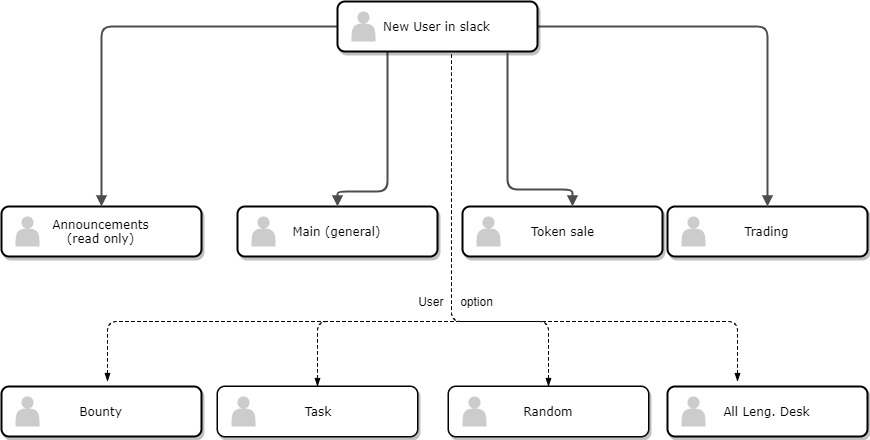 New User in slack
Announcements
(read only)
Main (general)
Token sale
Trading
User option
Bounty
Task
Random
All Leng. Desk